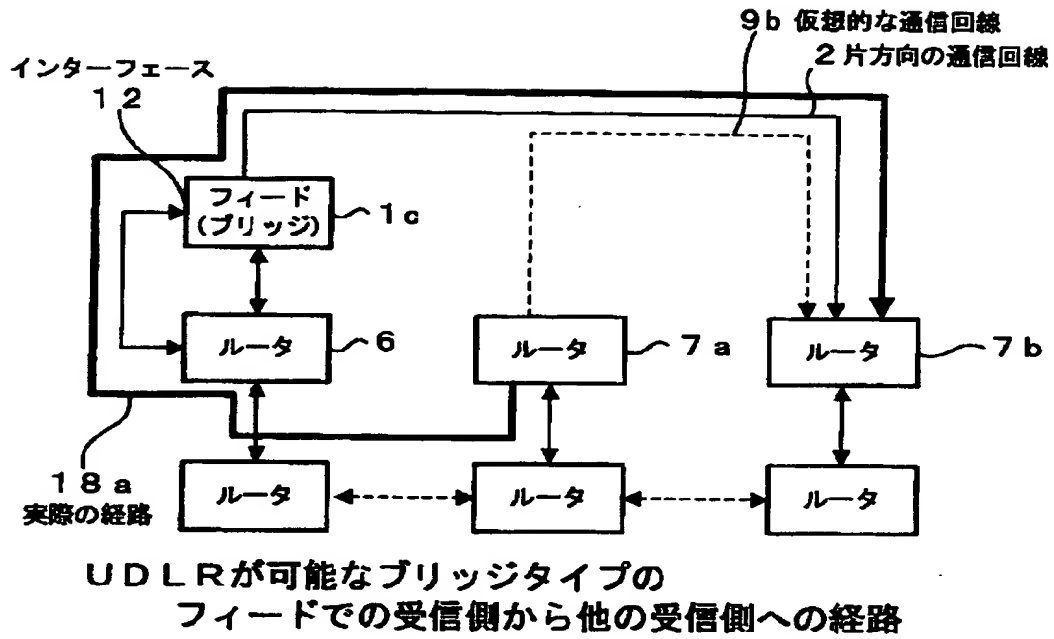 9b 仮想的な通信回線
2 片方向の通信回線
インターフェース
12
フィード
(ブリッジ)
1c
ルータ
6
ルータ
7a
ルータ
7b
18a
実際の経路
ルータ
ルータ
ルータ
UDLRが可能なブリッジタイプの
フィードでの受信側から他の受信側への経路